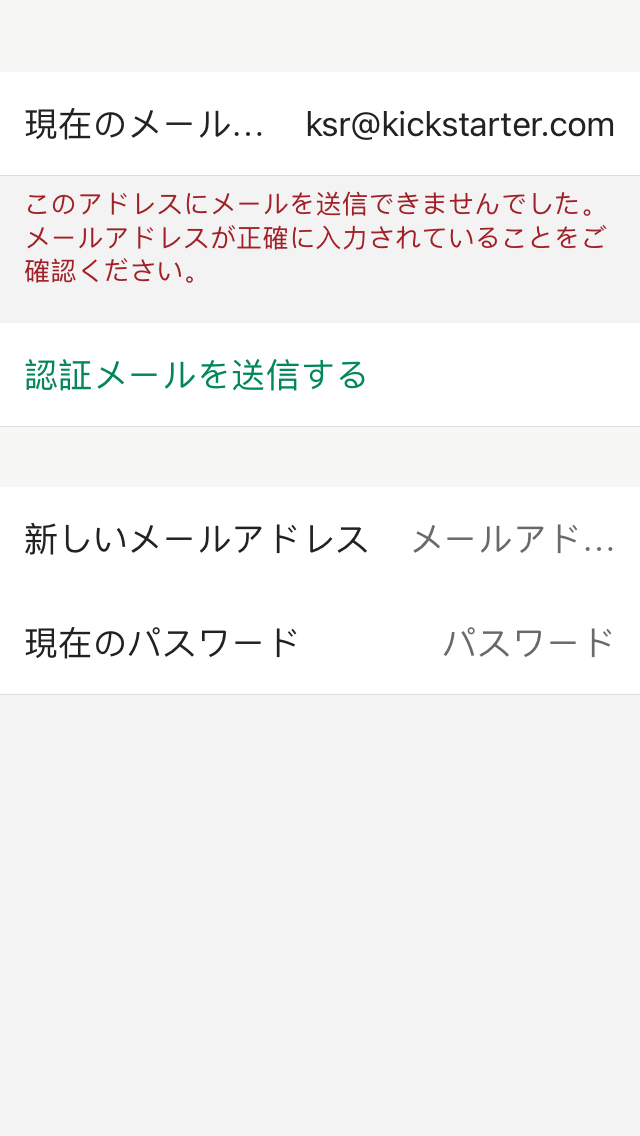 現在のメール… ksr@kickstarter.com
このアドレスにメールを送信できませんでした。
メールアドレスが正確に入力されていることをご
確認ください。
認証メールを送信する
新しいメールアドレス メールアド…
現在のパスワード パスワード